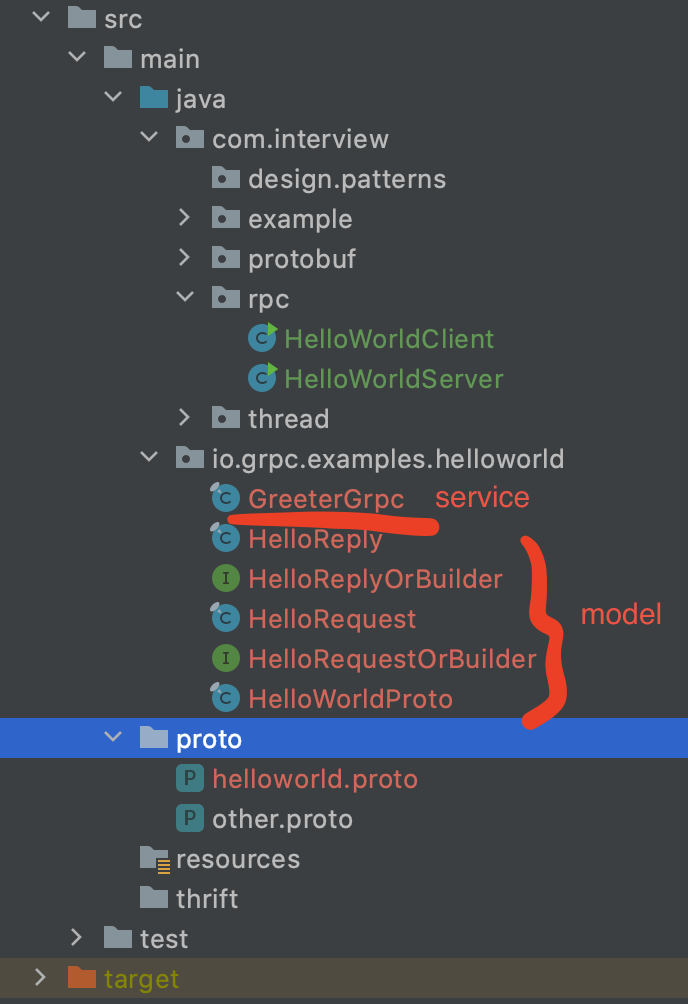 src
main
java
com.interview
design.patterns
example
protobuf
rpc
C HelloWorldClient
C HelloWorldServer
thread
io.grpc.examples.helloworld
C GreeterGrpc service
C HelloReply
I HelloReplyOrBuilder
C HelloRequest model
I HelloRequestOrBuilder
C HelloWorldProto
proto
P helloworld.proto
P other.proto
resources
thrift
test
target